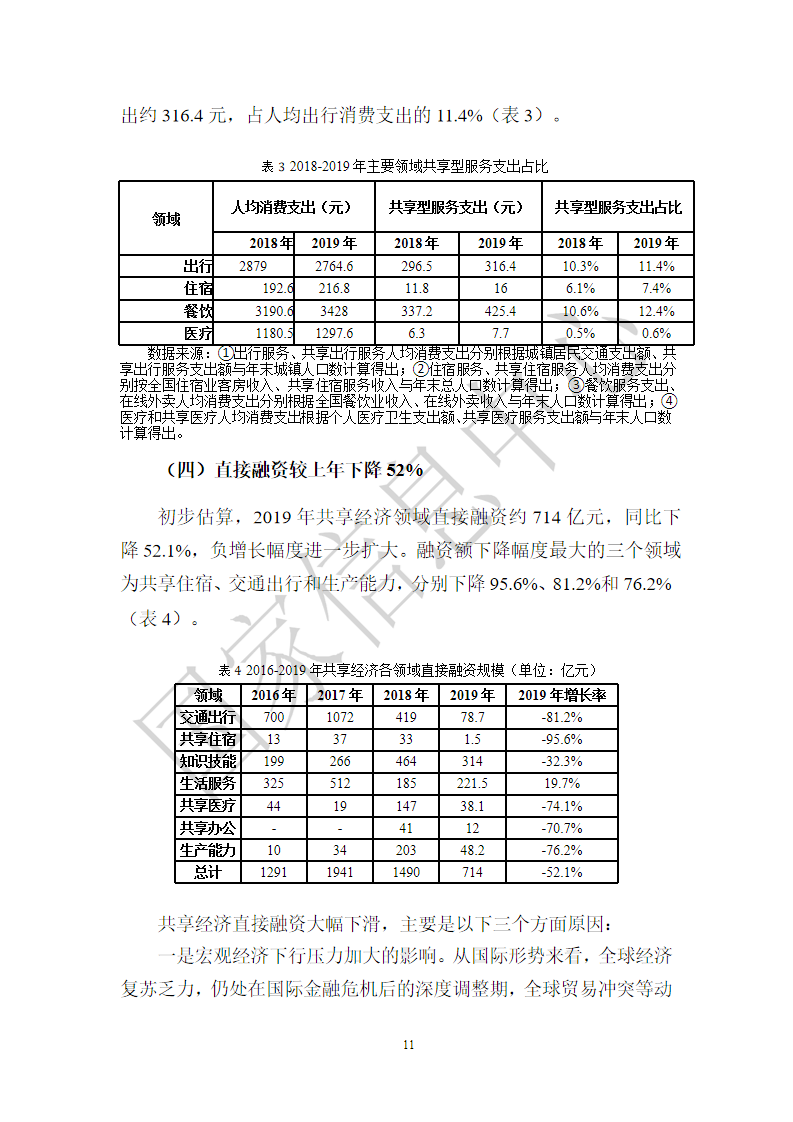 出约 316.4 元，占人均出行消费支出的 11.4%（表 3）。
表 3 2018-2019 年主要领域共享型服务支出占比
领域 人均消费支出（元） 共享型服务支出（元） 共享型服务支出占比
2018 年 2019 年 2018 年 2019 年 2018 年 2019 年
出行 2879 2764.6 296.5 316.4 10.3% 11.4%
住宿 192.6 216.8 11.8 16 6.1% 7.4%
餐饮 3190.6 3428 337.2 425.4 10.6% 12.4%
医疗 1180.5 1297.6 6.3 7.7 0.5% 0.6%
数据来源：①出行服务、共享出行服务人均消费支出分别根据城镇居民交通支出额、共
享出行服务支出额与年末城镇人口数计算得出；②住宿服务、共享住宿服务人均消费支出分
别按全国住宿业客房收入、共享住宿服务收入与年末总人口数计算得出；③餐饮服务支出、
在线外卖人均消费支出分别根据全国餐饮业收入、在线外卖收入与年末人口数计算得出；④
医疗和共享医疗人均消费支出根据个人医疗卫生支出额、共享医疗服务支出额与年末人口数
计算得出。
（四）直接融资较上年下降 52%
初步估算，2019 年共享经济领域直接融资约 714 亿元，同比下
降 52.1%，负增长幅度进一步扩大。融资额下降幅度最大的三个领域
为共享住宿、交通出行和生产能力，分别下降 95.6%、81.2%和 76.2%
（表 4）。
表 4 2016-2019 年共享经济各领域直接融资规模（单位：亿元）
领域 2016 年 2017 年 2018 年 2019 年 2019 年增长率
交通出行 700 1072 419 78.7 -81.2%
共享住宿 13 37 33 1.5 -95.6%
知识技能 199 266 464 314 -32.3%
生活服务 325 512 185 221.5 19.7%
共享医疗 44 19 147 38.1 -74.1%
共享办公 - - 41 12 -70.7%
生产能力 10 34 203 48.2 -76.2%
总计 1291 1941 1490 714 -52.1%
共享经济直接融资大幅下滑，主要是以下三个方面原因：
一是宏观经济下行压力加大的影响。从国际形势来看，全球经济
复苏乏力，仍处在国际金融危机后的深度调整期，全球贸易冲突等动
11
国家信息中心